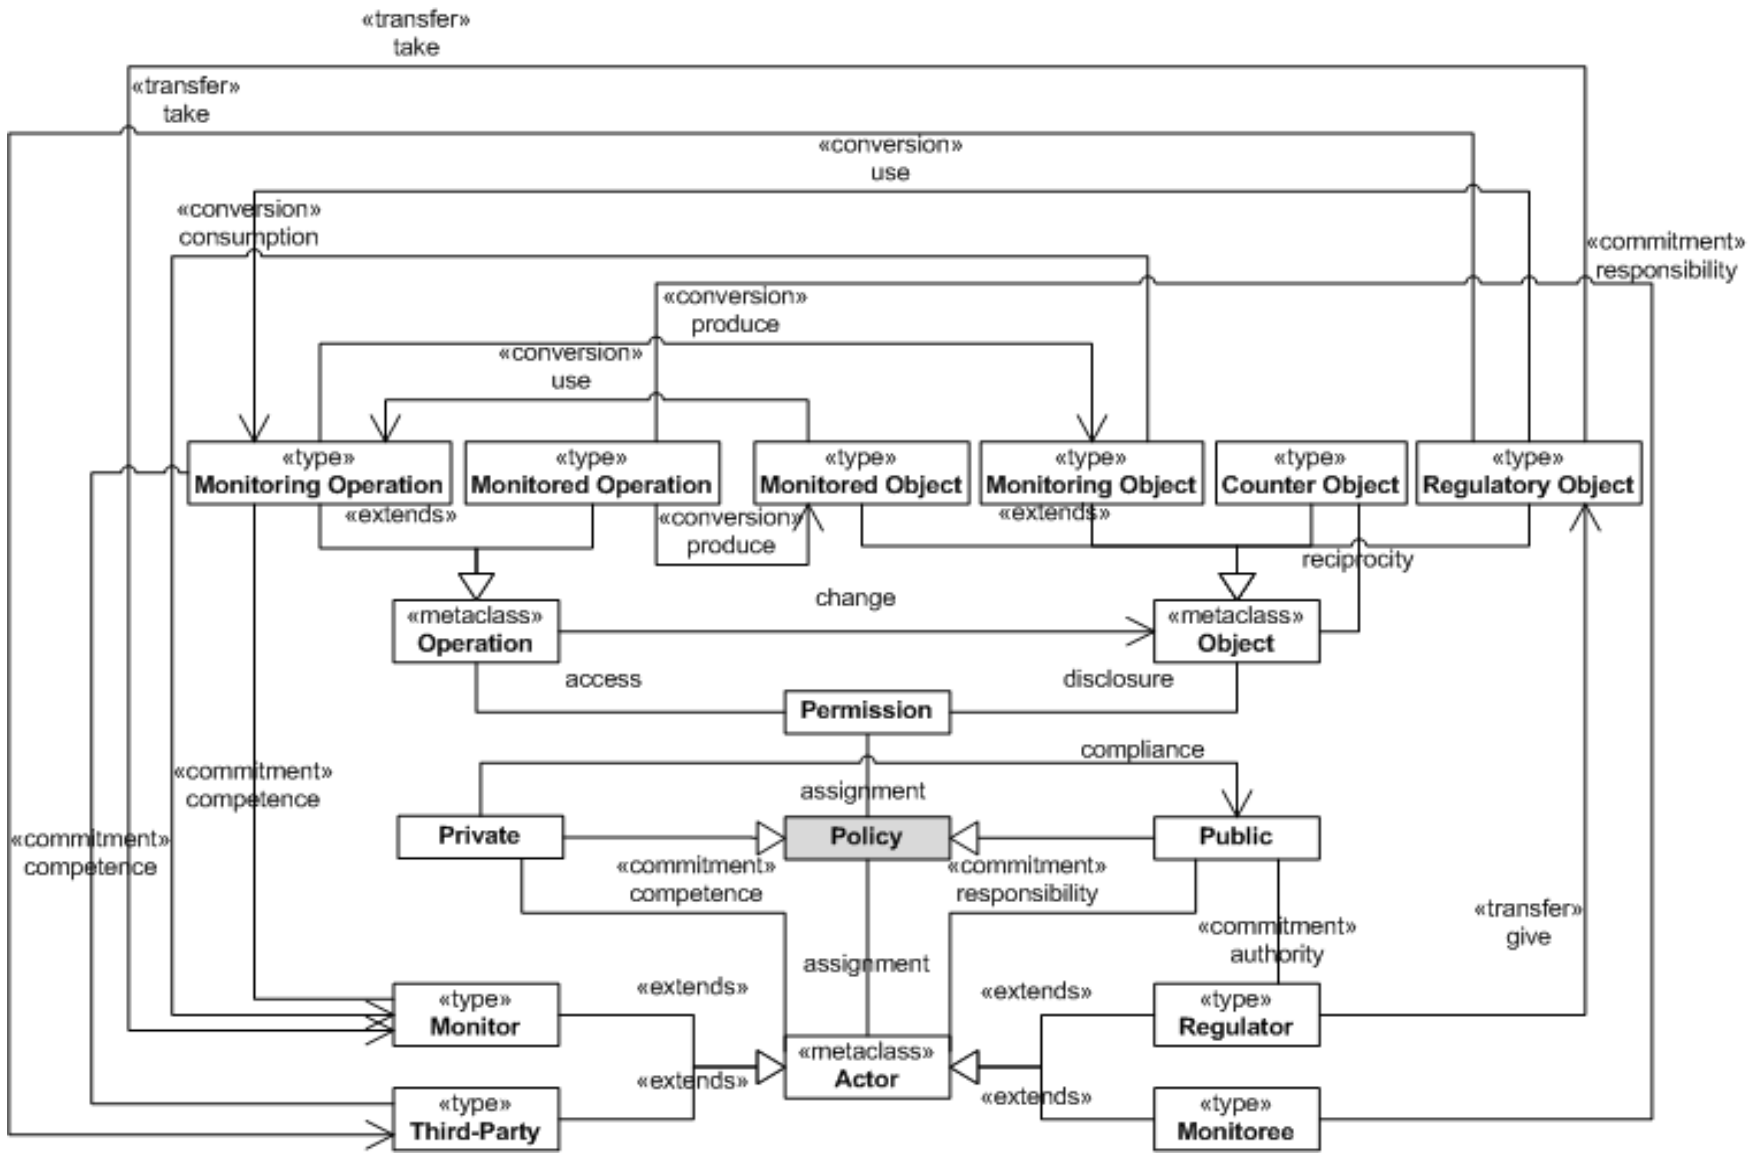 «transfer»
take
«transfer»
take
«conversion»
use
«conversion»
consumption
«commitment»
responsibility
«conversion»
produce
«conversion»
use
«type»
Monitoring Operation
«type»
Monitored Operation
«type»
Monitored Object
«type»
Monitoring Object
«type»
Counter Object
«type»
Regulatory Object
«extends»
«conversion»
produce
«extends»
reciprocity
«metaclass»
Operation
change
«metaclass»
Object
access
disclosure
Permission
compliance
«commitment»
competence
assignment
«commitment»
competence
Private
Policy
Public
«commitment»
competence
«commitment»
responsibility
«commitment»
authority
«transfer»
give
assignment
«extends»
«extends»
«type»
Monitor
«type»
Regulator
«metaclass»
Actor
«extends»
«extends»
«type»
Third-Party
«type»
Monitoree